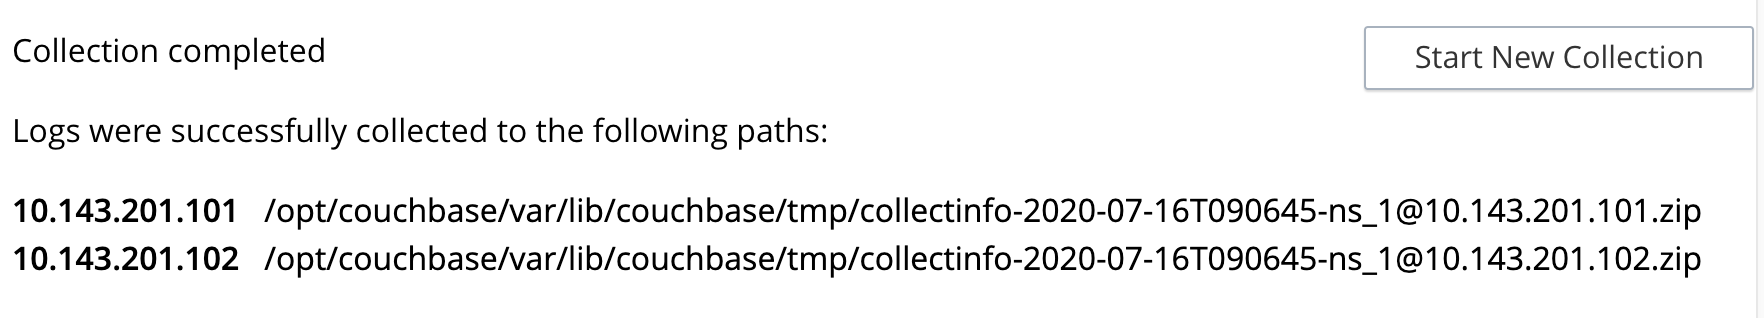 Collection completed
Start New Collection
Logs were successfully collected to the following paths:
10.143.201.101 /opt/couchbase/var/lib/couchbase/tmp/collectinfo-2020-07-16T090645-ns_1@10.143.201.101.zip
10.143.201.102 /opt/couchbase/var/lib/couchbase/tmp/collectinfo-2020-07-16T090645-ns_1@10.143.201.102.zip